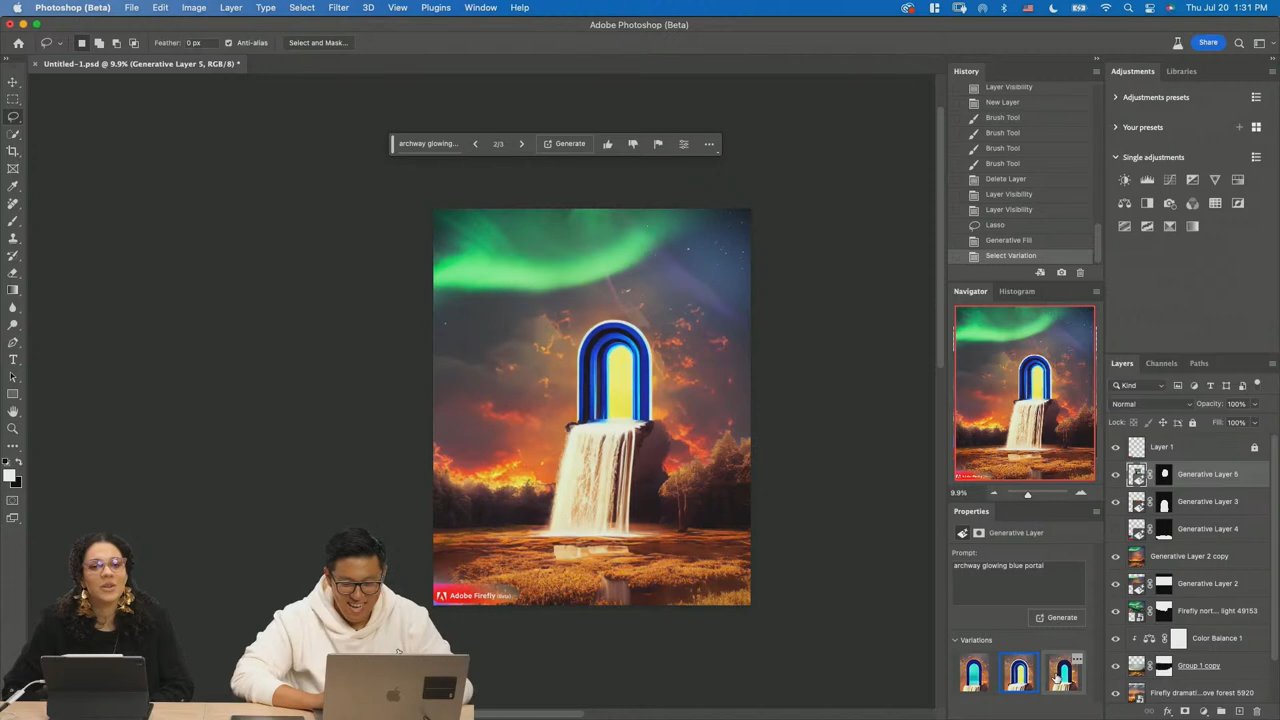 Photoshop (Beta) File Edit Image Layer Type Select Filter 3D View Plugins Window Help
Thu Jul 20 1:31 PM
Adobe Photoshop (Beta)
Feather: 0 px Anti-alias Select and Mask...
Share
Untitled-1.psd @ 9.9% (Generative Layer 5, RGB/8) *
archway glowing... 2/3 Generate
History
Layer Visibility
New Layer
Brush Tool
Brush Tool
Brush Tool
Brush Tool
Delete Layer
Layer Visibility
Layer Visibility
Lasso
Generative Fill
Select Variation
Navigator Histogram
9.9%
Properties
Generative Layer
Prompt:
archway glowing blue portal
Generate
Variations
Adjustments Libraries
Adjustments presets
Your presets
Single adjustments
Layers Channels Paths
Kind
Normal Opacity: 100%
Lock: Fill: 100%
Layer 1
Generative Layer 5
Generative Layer 3
Generative Layer 4
Generative Layer 2 copy
Generative Layer 2
Firefly nort... light 49153
Color Balance 1
Group 1 copy
Firefly dramati...ove forest 5920
Adobe Firefly (Beta)